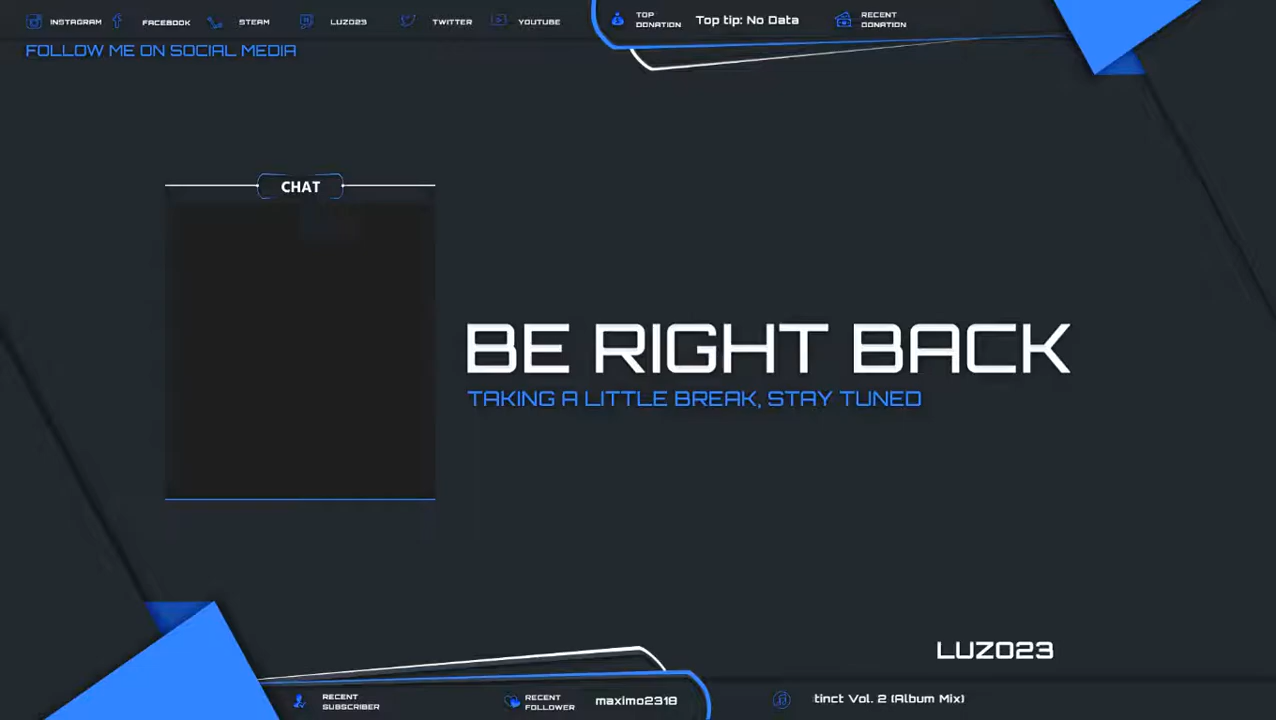 INSTAGRAM
FACEBOOK
STEAM
LUZ023
TWITTER
YOUTUBE
TOP
DONATION
Top tip: No Data
RECENT
DONATION
FOLLOW ME ON SOCIAL MEDIA
CHAT
BE RIGHT BACK
TAKING A LITTLE BREAK, STAY TUNED
LUZ023
RECENT
SUBSCRIBER
RECENT
FOLLOWER
maximo2318
tinct Vol. 2 (Album Mix)